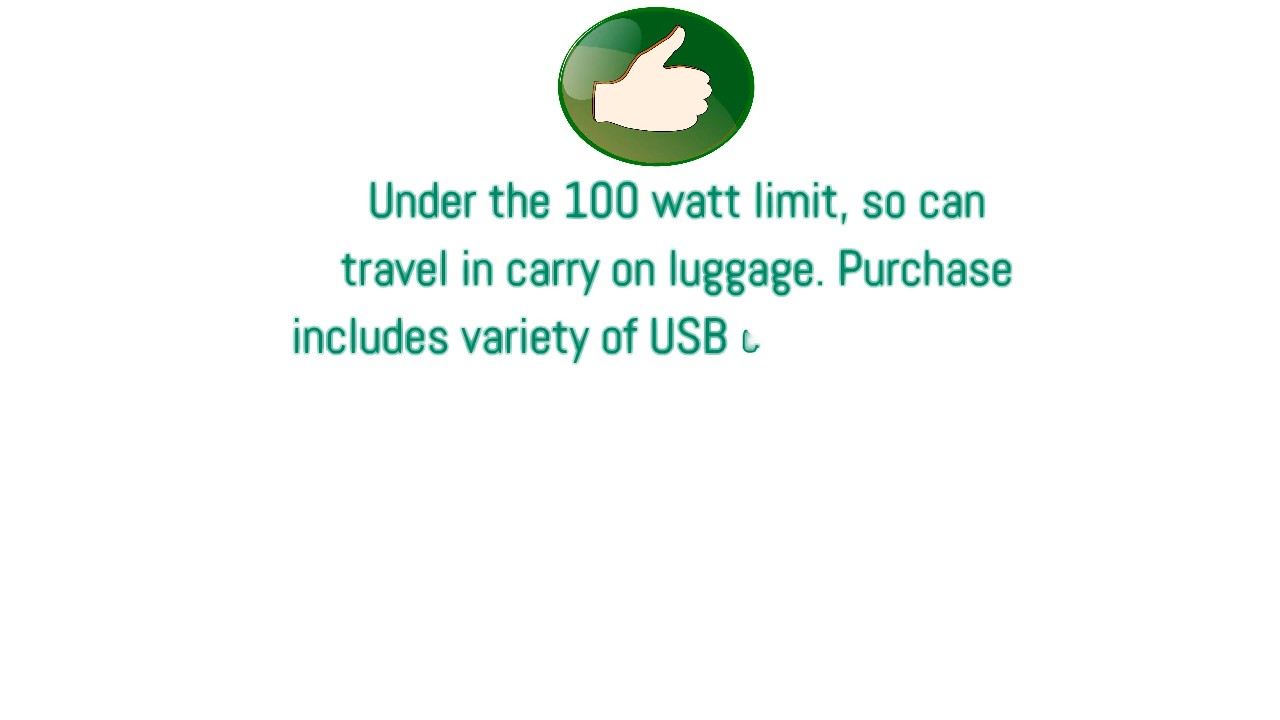 Under the 100 watt limit, so can
travel in carry on luggage. Purchase
includes variety of USB